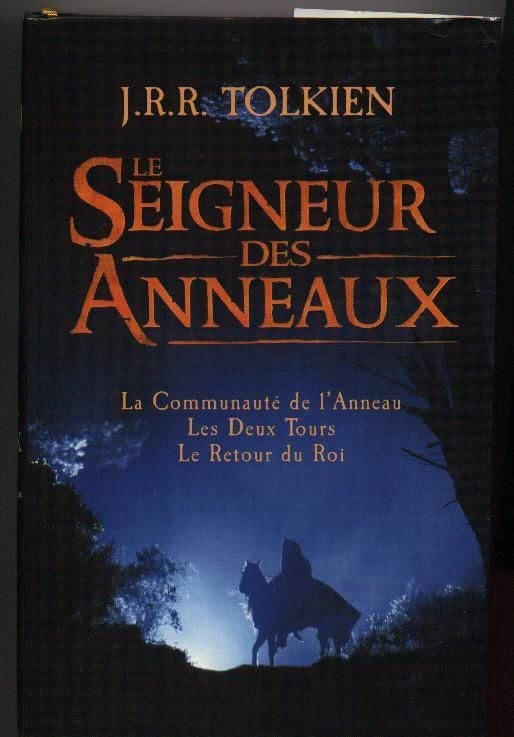 J.R.R. TOLKIEN
LE
SEIGNEUR
DES
ANNEAUX
La Communauté de l'Anneau
Les Deux Tours
Le Retour du Roi